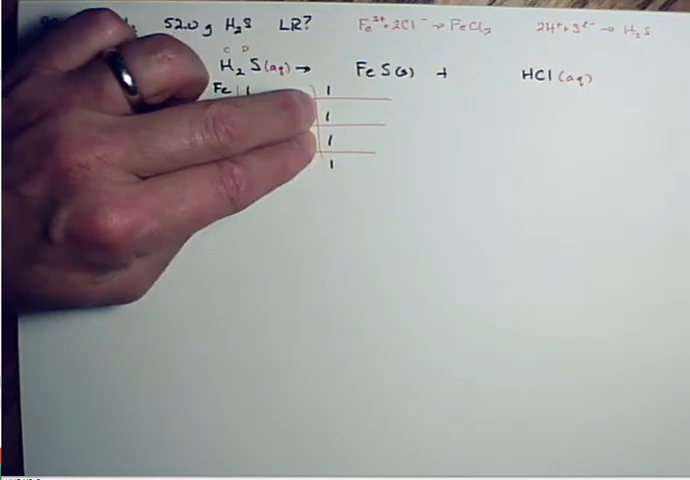 52.0 g H₂S LR? Fe²⁺ + 2Cl⁻ → FeCl₂ 2H⁺ + S²⁻ → H₂S
C D
H₂S(aq) → FeS(s) + HCl(aq)
Fe 1 1
1
1
1